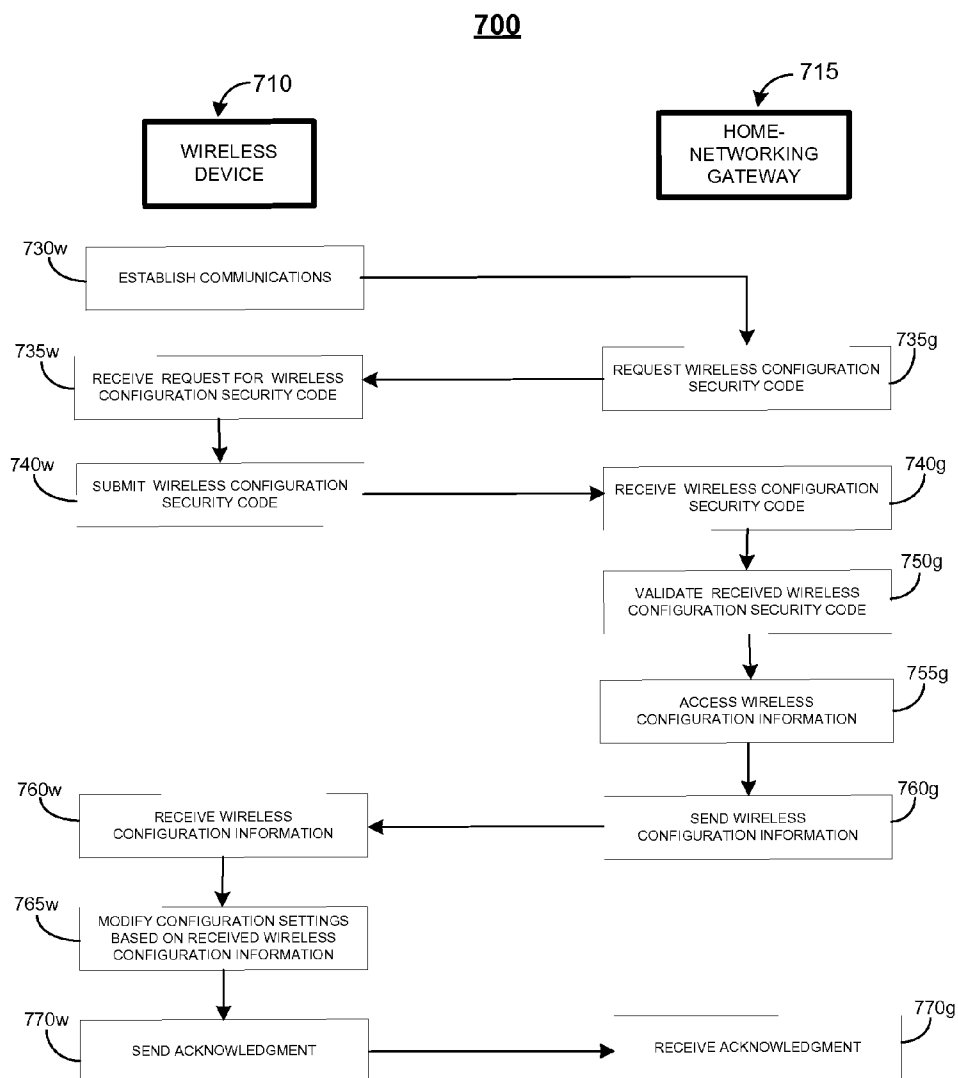 700
710
715
WIRELESS
DEVICE
HOME-
NETWORKING
GATEWAY
730w
ESTABLISH COMMUNICATIONS
735w
RECEIVE REQUEST FOR WIRELESS
CONFIGURATION SECURITY CODE
735g
REQUEST WIRELESS CONFIGURATION
SECURITY CODE
740w
SUBMIT WIRELESS CONFIGURATION
SECURITY CODE
740g
RECEIVE WIRELESS CONFIGURATION
SECURITY CODE
750g
VALIDATE RECEIVED WIRELESS
CONFIGURATION SECURITY CODE
755g
ACCESS WIRELESS
CONFIGURATION INFORMATION
760w
RECEIVE WIRELESS
CONFIGURATION INFORMATION
760g
SEND WIRELESS
CONFIGURATION INFORMATION
765w
MODIFY CONFIGURATION SETTINGS
BASED ON RECEIVED WIRELESS
CONFIGURATION INFORMATION
770w
SEND ACKNOWLEDGMENT
770g
RECEIVE ACKNOWLEDGMENT